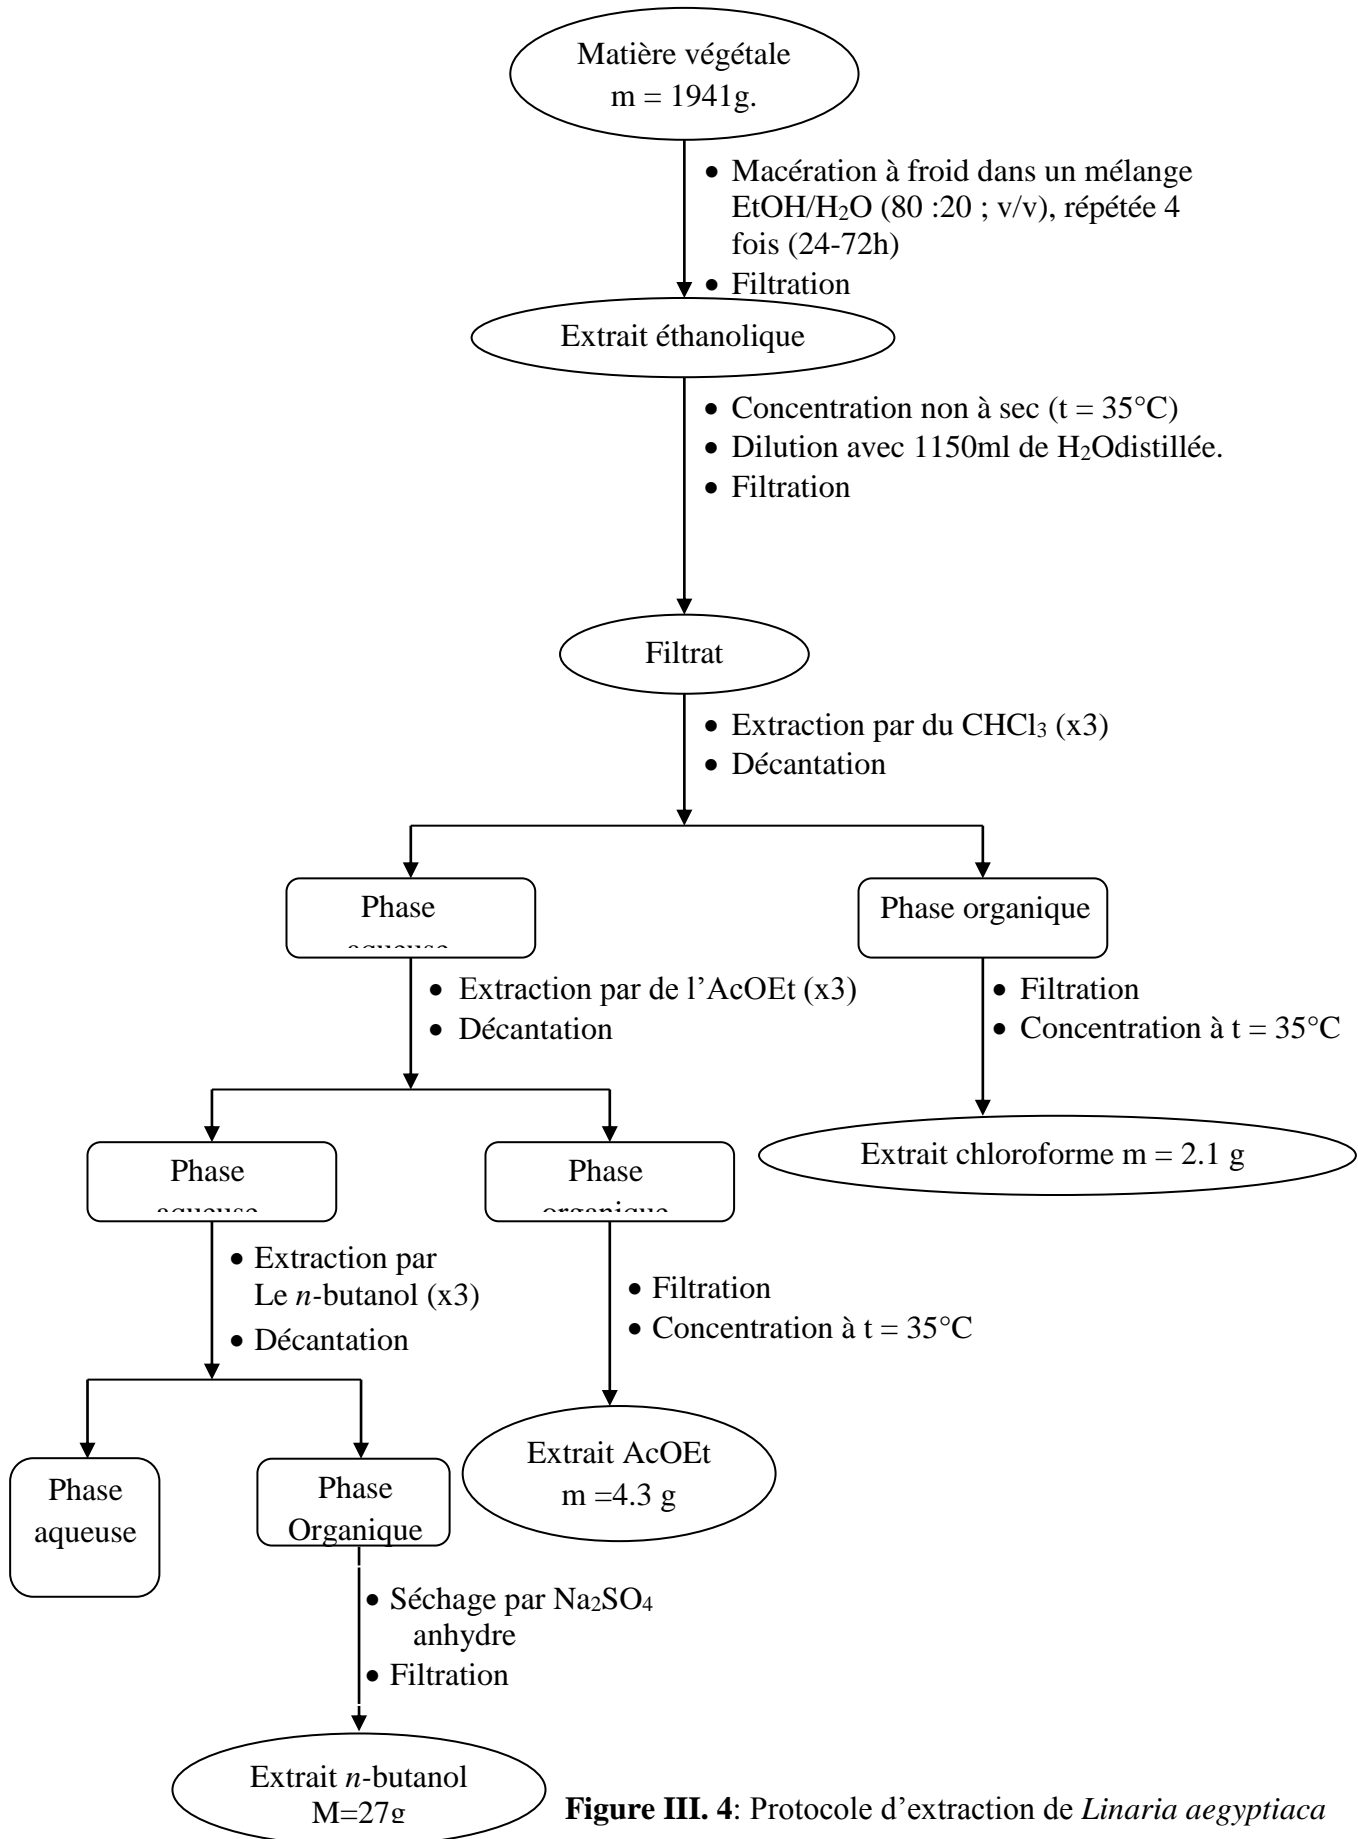 Matière végétale
m = 1941g.
• Macération à froid dans un mélange
EtOH/H₂O (80 :20 ; v/v), répétée 4
fois (24-72h)
• Filtration
Extrait éthanolique
• Concentration non à sec (t = 35°C)
• Dilution avec 1150ml de H₂Odistillée.
• Filtration
Filtrat
• Extraction par du CHCl₃ (x3)
• Décantation
Phase
aqueuse
Phase organique
• Extraction par de l’AcOEt (x3)
• Décantation
• Filtration
• Concentration à t = 35°C
Phase
aqueuse
Phase
organique
Extrait chloroforme m = 2.1 g
• Extraction par
Le n-butanol (x3)
• Décantation
• Filtration
• Concentration à t = 35°C
Phase
aqueuse
Phase
Organique
Extrait AcOEt
m =4.3 g
• Séchage par Na₂SO₄
anhydre
• Filtration
Extrait n-butanol
M=27g
Figure III. 4: Protocole d’extraction de Linaria aegyptiaca